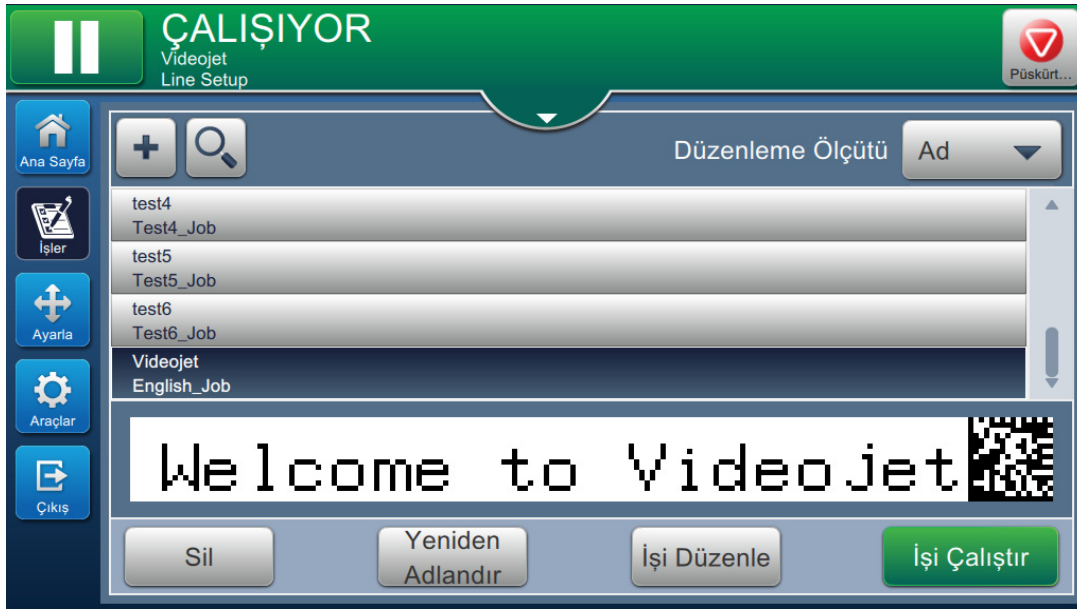 ÇALIŞIYOR
Videojet
Line Setup
Püskürt...
Ana Sayfa
İşler
Ayarla
Araçlar
Çıkış
Düzenleme Ölçütü
Ad
test4
Test4_Job
test5
Test5_Job
test6
Test6_Job
Videojet
English_Job
Welcome to Videojet
Sil
Yeniden
Adlandır
İşi Düzenle
İşi Çalıştır